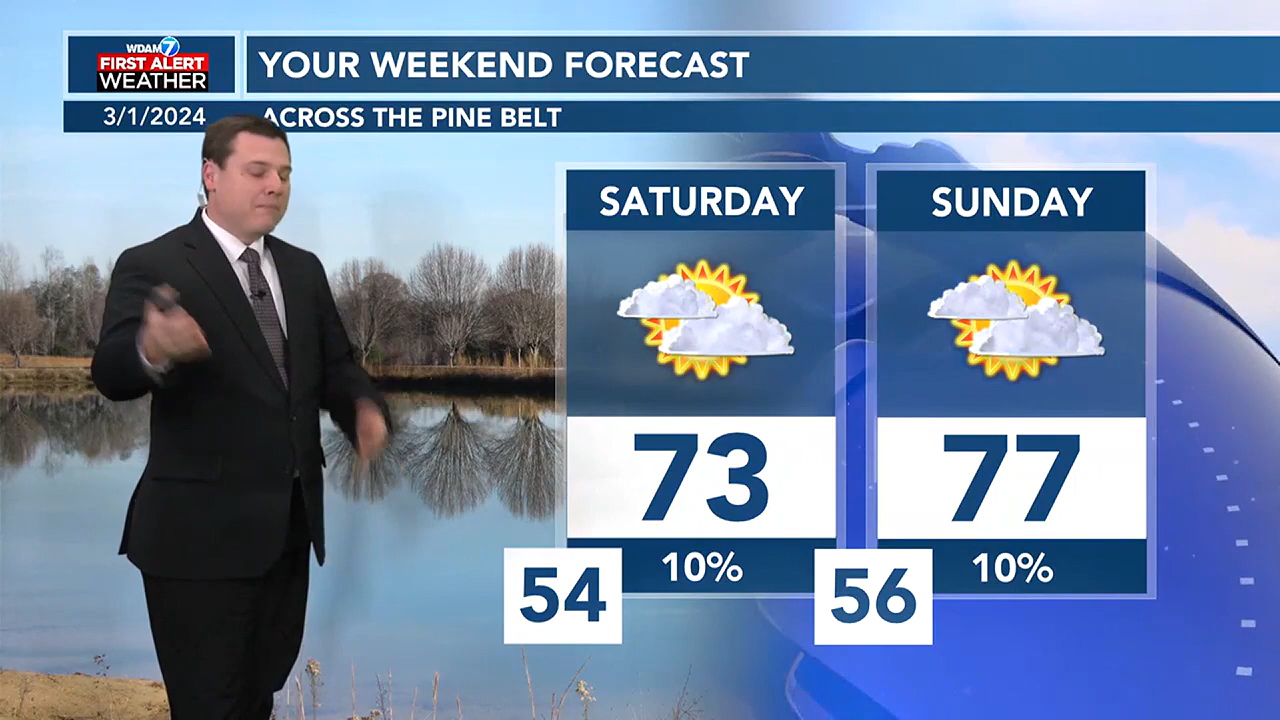 WDAM 7
FIRST ALERT
WEATHER
YOUR WEEKEND FORECAST
3/1/2024
ACROSS THE PINE BELT
SATURDAY
SUNDAY
73
77
10%
10%
54
56